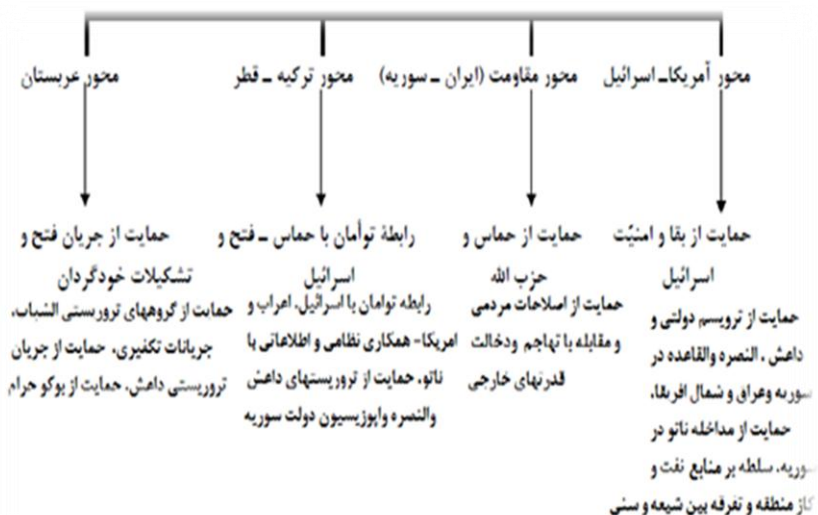 محور آمریکا ـ اسرائیل
محور مقاومت (ایران ـ سوریه)
محور ترکیه ـ قطر
محور عربستان
حمایت از بقا و امنیّت
اسرائیل
حمایت از ترویسم دولتی و
داعش ، النصره والقاعده در
سوریه وعراق و شمال افریقا،
حمایت از مداخله ناتو در
سوریه، سلطه بر منابع نفت و
گاز منطقه و تفرقه بین شیعه و سنی
حمایت از حماس و
حزب الله
حمایت از اصلاحات مردمی
و مقابله با تهاجم ودخالت
قدرتهای خارجی
رابطهٔ توأمان با حماس ـ فتح و
اسرائیل
رابطه توامان با اسرائیل، اعراب و
امریکا- همکاری نظامی و اطلاعاتی با
ناتو، حمایت از تروریستهای داعش
والنصره واپوزیسیون دولت سوریه
حمایت از جریان فتح و
تشکیلات خودگردان
حمایت از گروههای تروریستی الشباب،
جریانات تکفیری، حمایت از جریان
تروریستی داعش، حمایت از بوکو حرام